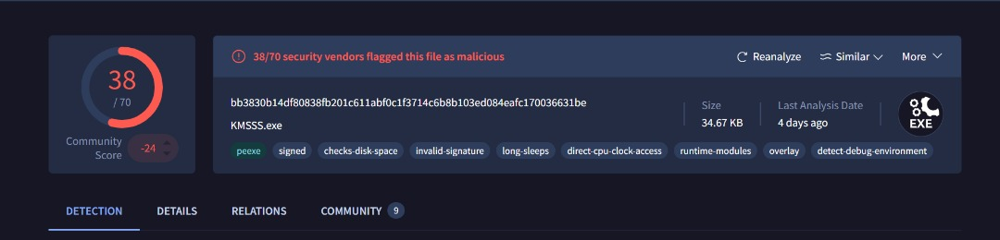 38/70 security vendors flagged this file as malicious
Reanalyze Similar More
38
/ 70
Community Score
-24
bb3830b14df80838fb201c611abf0c1f3714c6b8b103ed084eafc170036631be
KMSSS.exe
Size
34.67 KB
Last Analysis Date
4 days ago
EXE
peexe signed checks-disk-space invalid-signature long-sleeps direct-cpu-clock-access runtime-modules overlay detect-debug-environment
DETECTION DETAILS RELATIONS COMMUNITY 9